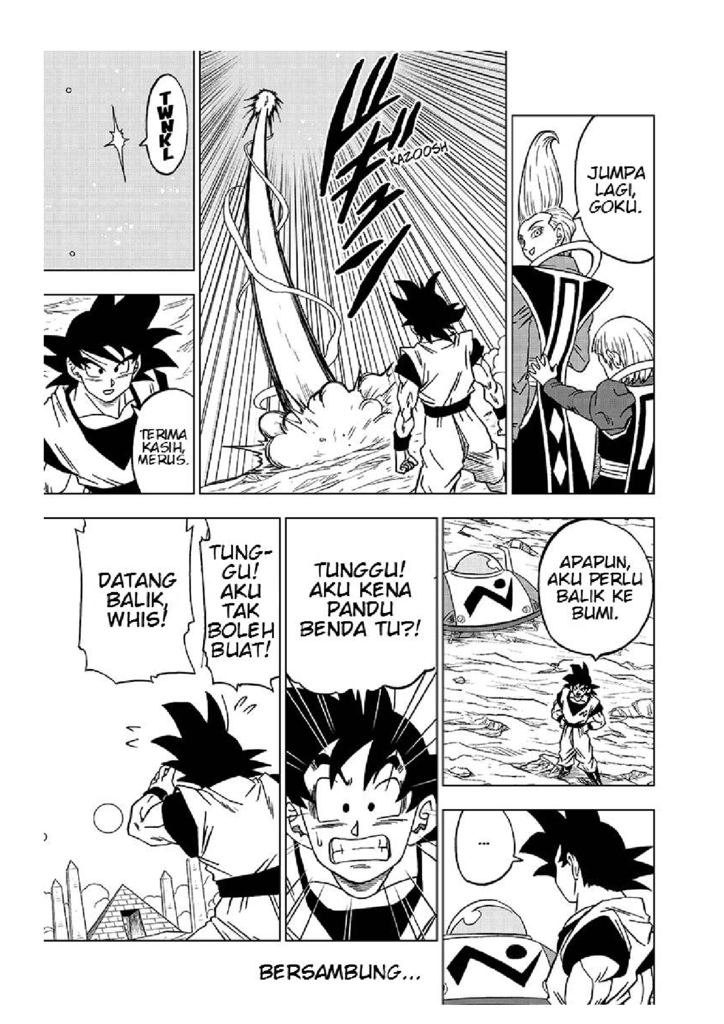 JUMPA
LAGI,
GOKU.
KAZOOSH
TWNKL
TERIMA
KASIH,
MERUS.
APAPUN,
AKU PERLU
BALIK KE
BUMI.
...
TUNGGU!
AKU KENA
PANDU
BENDA TU?!
TUNG-
GU!
AKU
TAK
BOLEH
BUAT!
DATANG
BALIK,
WHIS!
BERSAMBUNG...